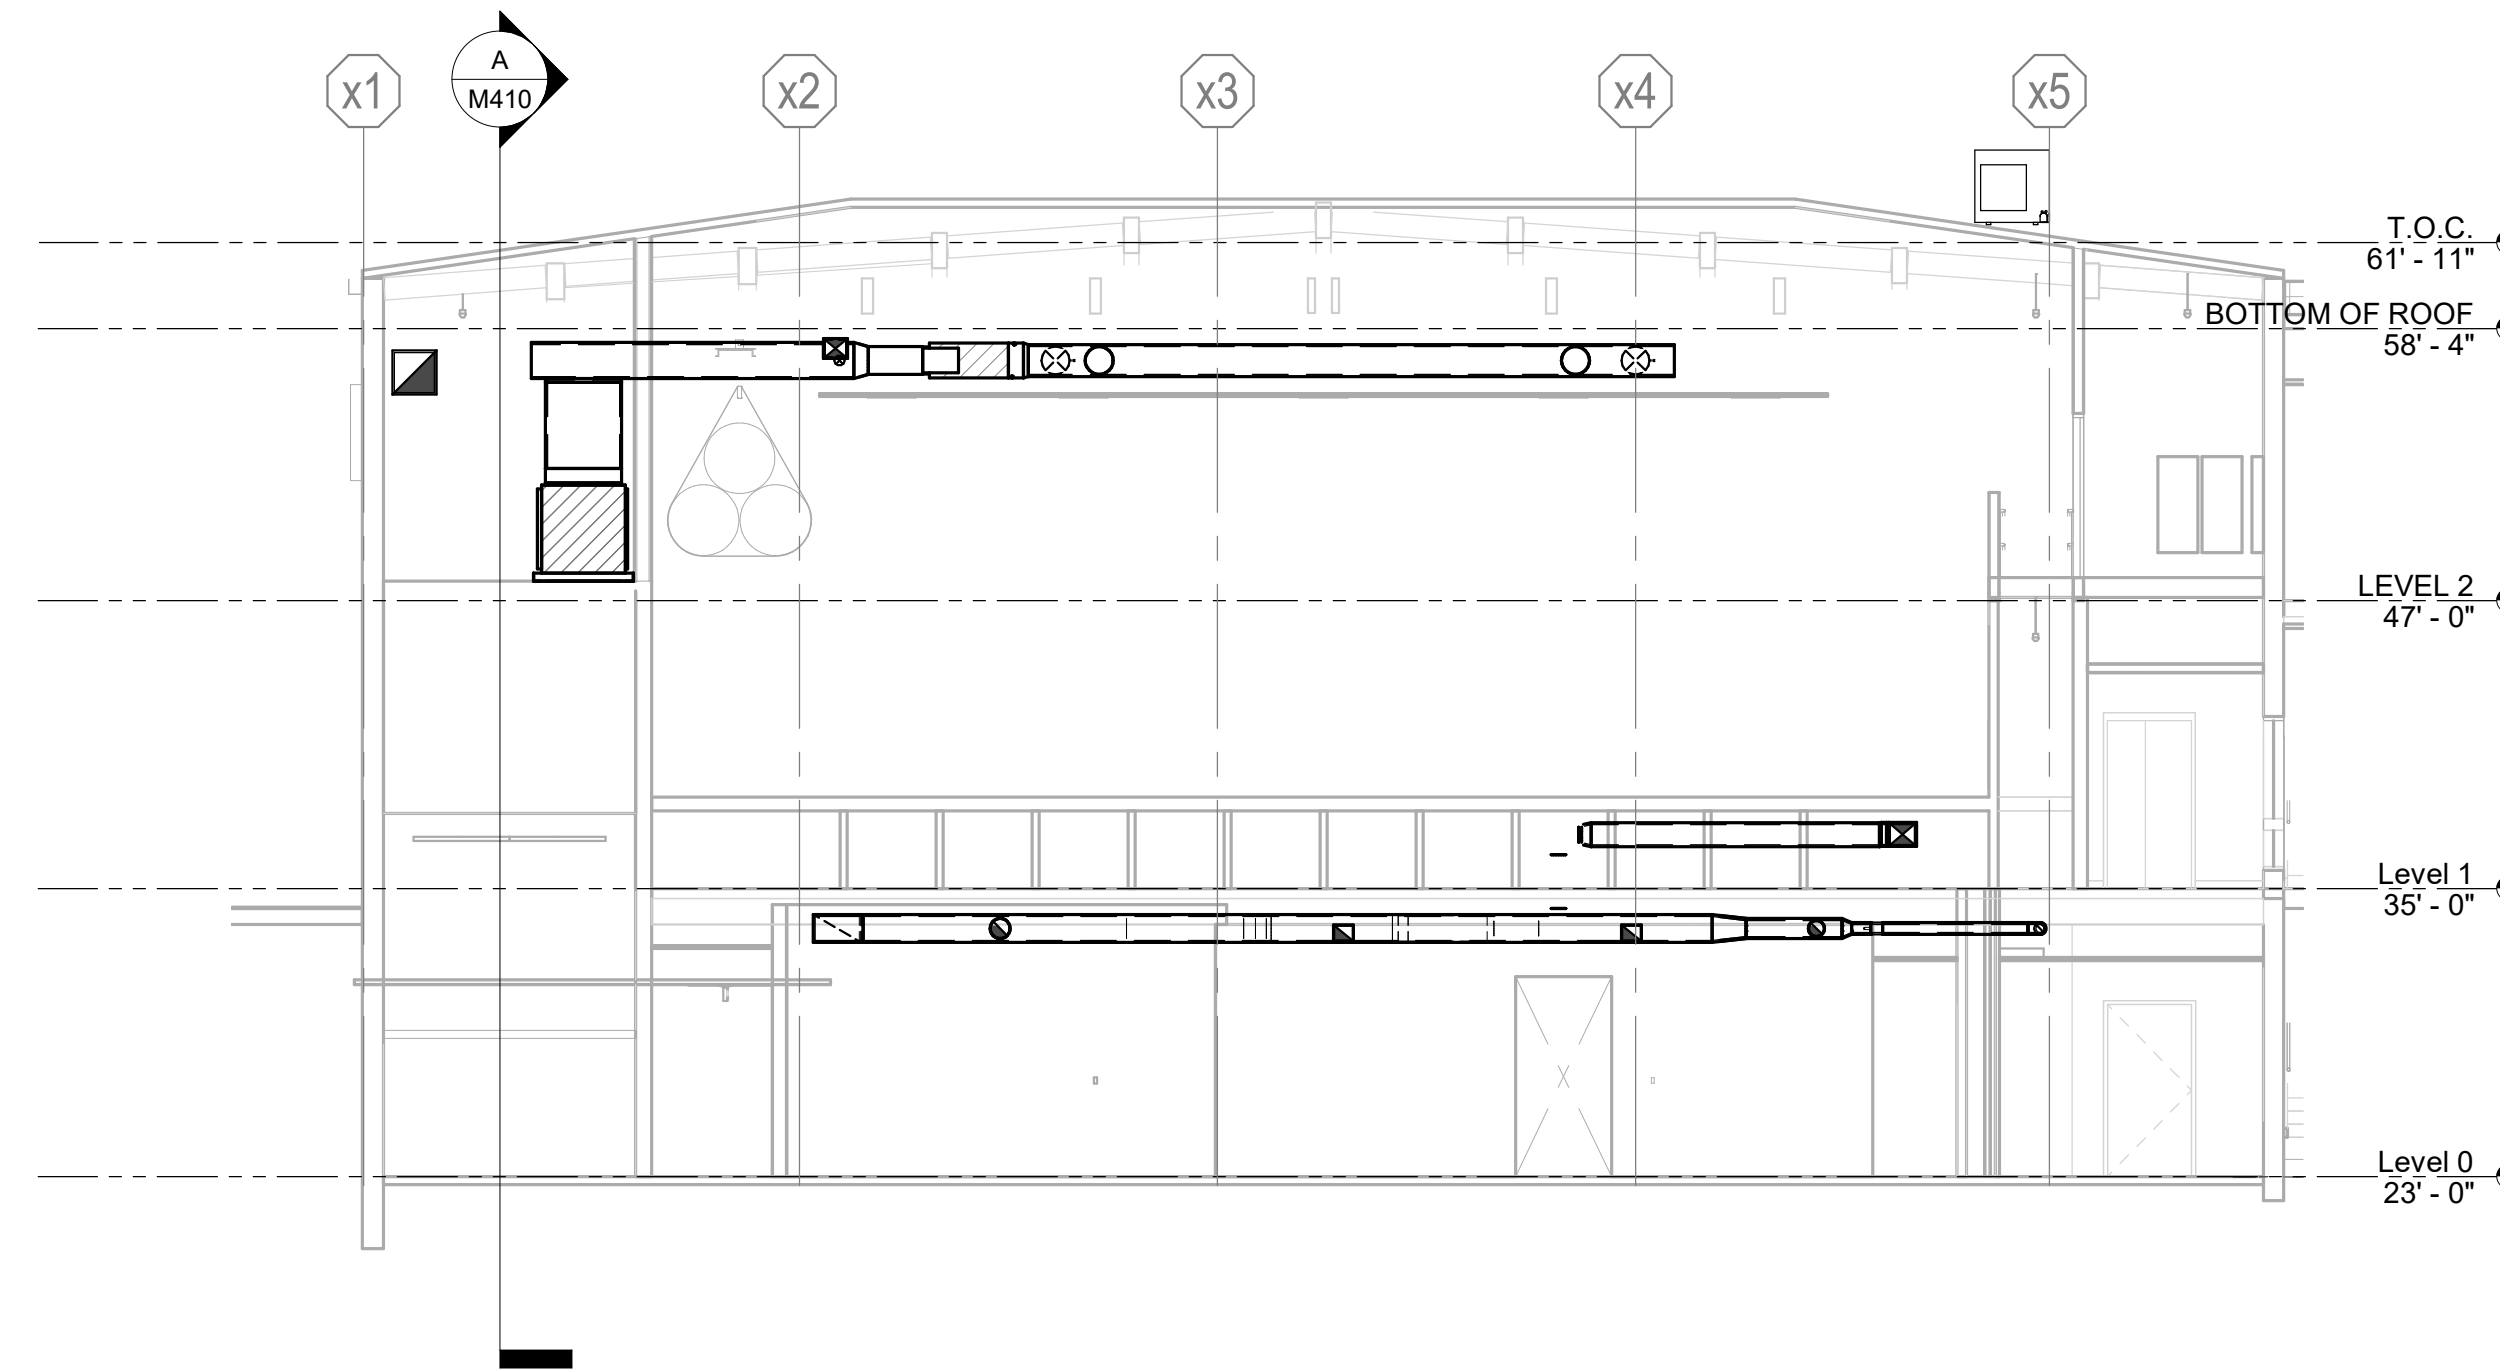 A
M410
x1
x2
x3
x4
x5
T.O.C.
61' - 11"
BOTTOM OF ROOF
58' - 4"
LEVEL 2
47' - 0"
Level 1
35' - 0"
Level 0
23' - 0"